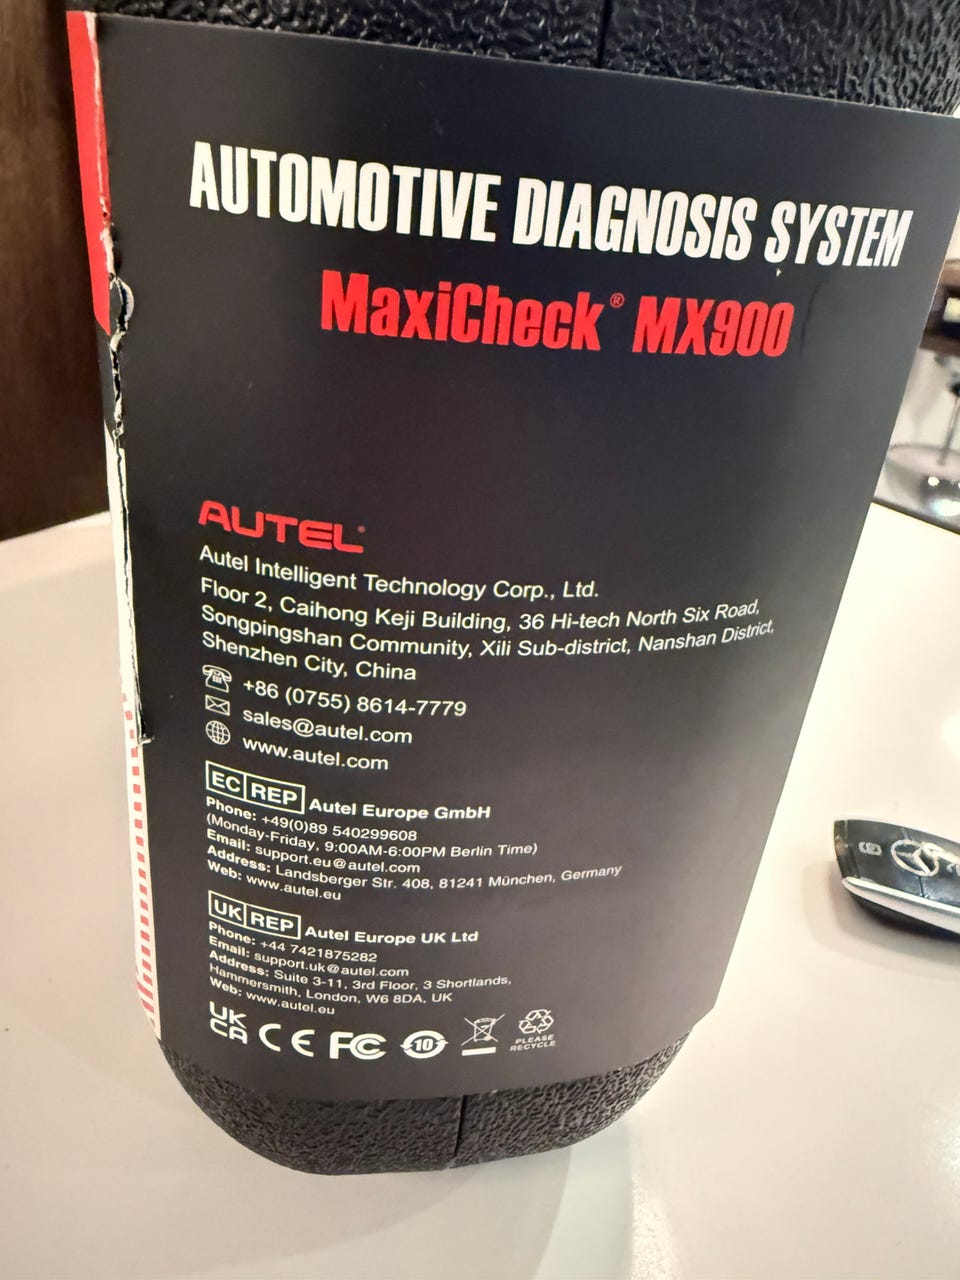 AUTOMOTIVE DIAGNOSIS SYSTEM
MaxiCheck® MX900
AUTEL®
Autel Intelligent Technology Corp., Ltd.
Floor 2, Caihong Keji Building, 36 Hi-tech North Six Road,
Songpingshan Community, Xili Sub-district, Nanshan District,
Shenzhen City, China
+86 (0755) 8614-7779
sales@autel.com
www.autel.com
EC REP Autel Europe GmbH
Phone: +49(0)89 540299608
(Monday-Friday, 9:00AM-6:00PM Berlin Time)
Email: support.eu@autel.com
Address: Landsberger Str. 408, 81241 München, Germany
Web: www.autel.eu
UK REP Autel Europe UK Ltd
Phone: +44 7421875282
Email: support.uk@autel.com
Address: Suite 3-11, 3rd Floor, 3 Shortlands,
Hammersmith, London, W6 8DA, UK
Web: www.autel.eu
UK
CA CE FC 10
PLEASE
RECYCLE